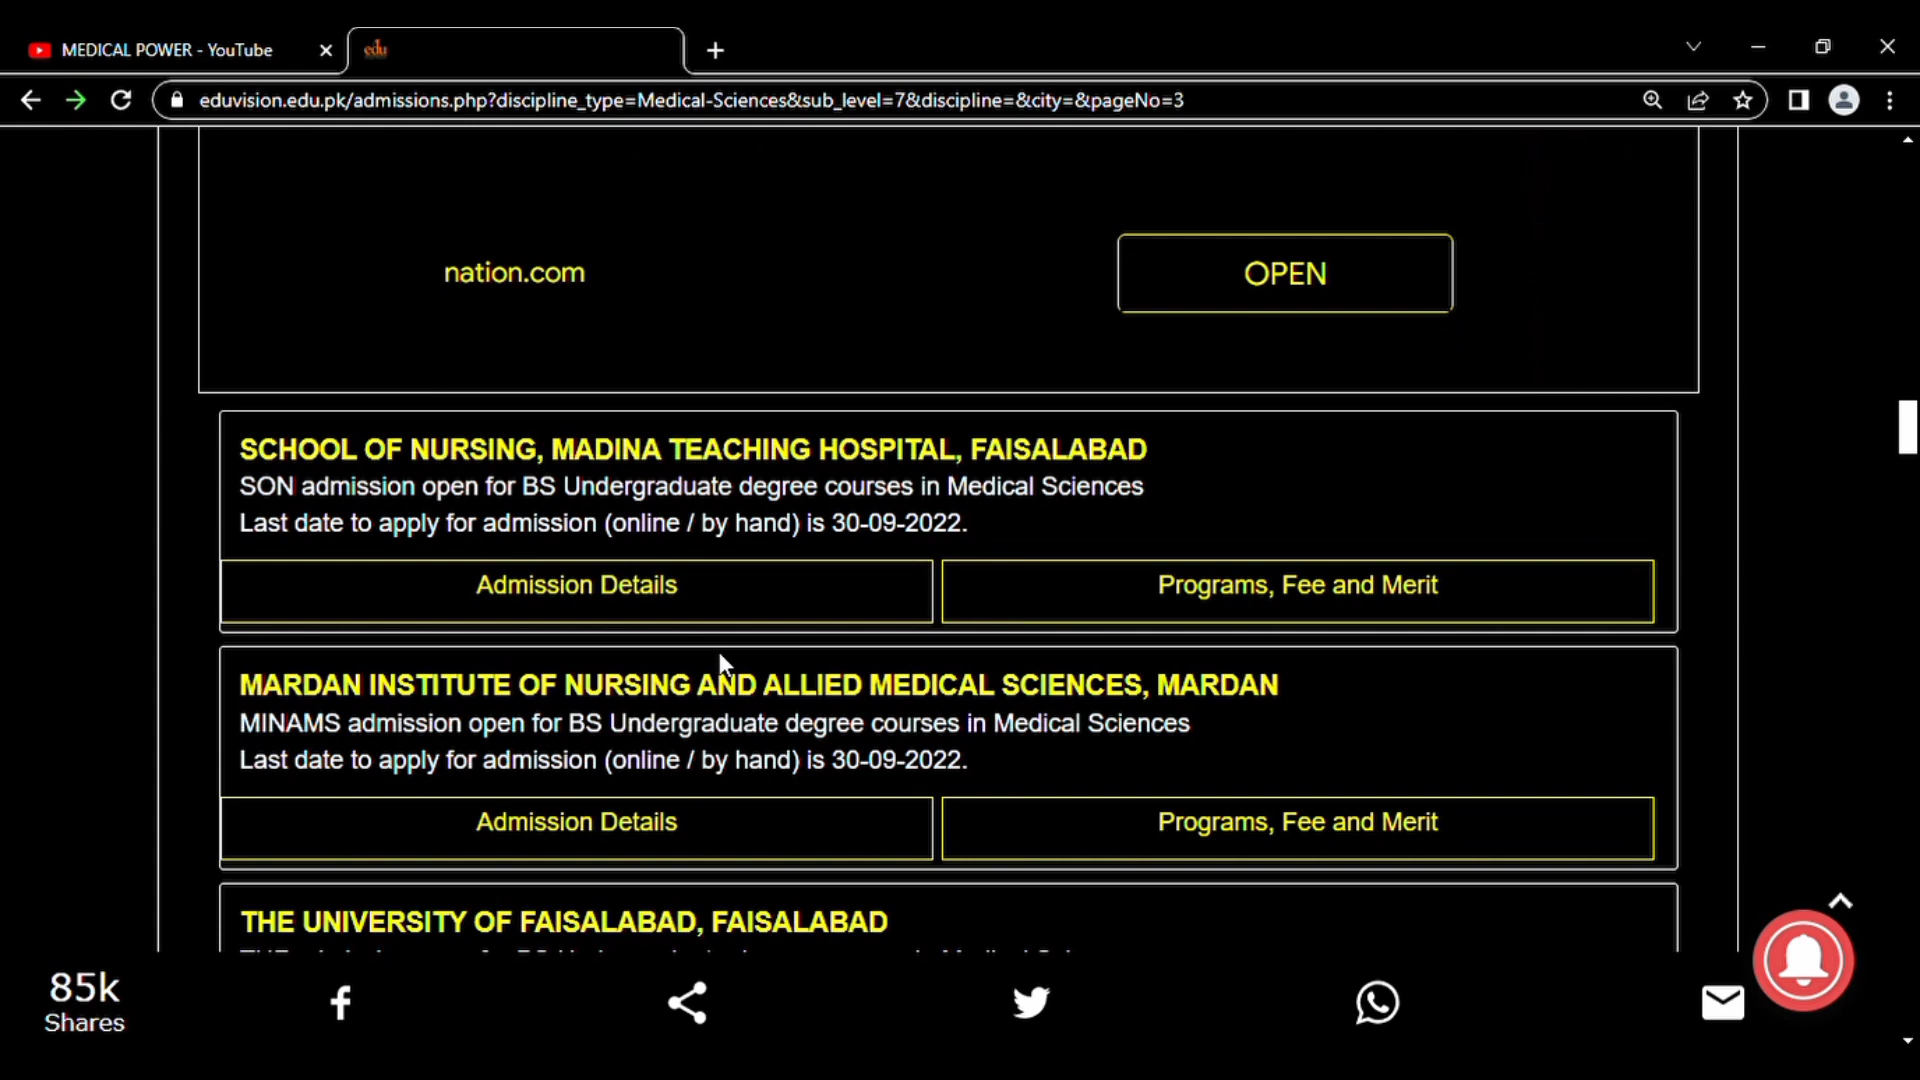 MEDICAL POWER - YouTube
edu
eduvision.edu.pk/admissions.php?discipline_type=Medical-Sciences&sub_level=7&discipline=&city=&pageNo=3
nation.com
OPEN
SCHOOL OF NURSING, MADINA TEACHING HOSPITAL, FAISALABAD
SON admission open for BS Undergraduate degree courses in Medical Sciences
Last date to apply for admission (online / by hand) is 30-09-2022.
Admission Details
Programs, Fee and Merit
MARDAN INSTITUTE OF NURSING AND ALLIED MEDICAL SCIENCES, MARDAN
MINAMS admission open for BS Undergraduate degree courses in Medical Sciences
Last date to apply for admission (online / by hand) is 30-09-2022.
Admission Details
Programs, Fee and Merit
THE UNIVERSITY OF FAISALABAD, FAISALABAD
85k
Shares